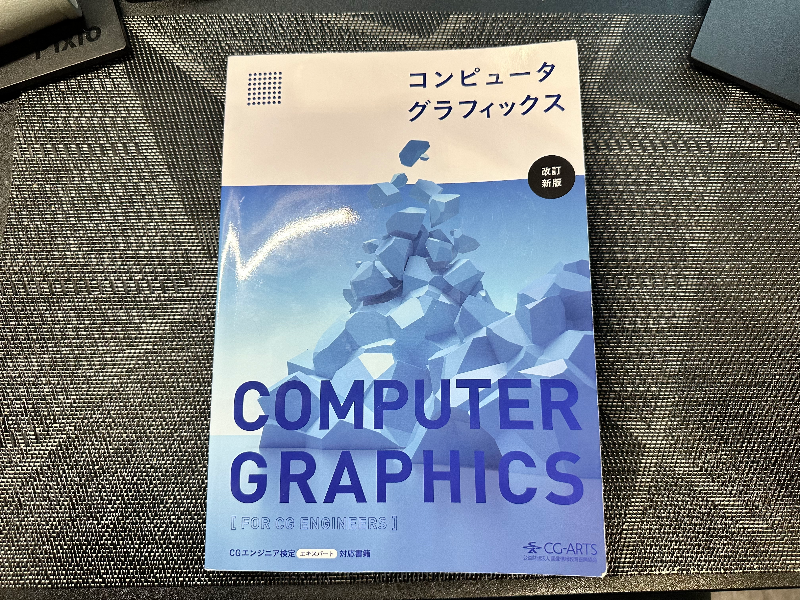 Pixio
コンピュータ
グラフィックス
改訂
新版
COMPUTER
GRAPHICS
[ FOR CG ENGINEERS ]
CGエンジニア検定 エキスパート 対応書籍
CG-ARTS